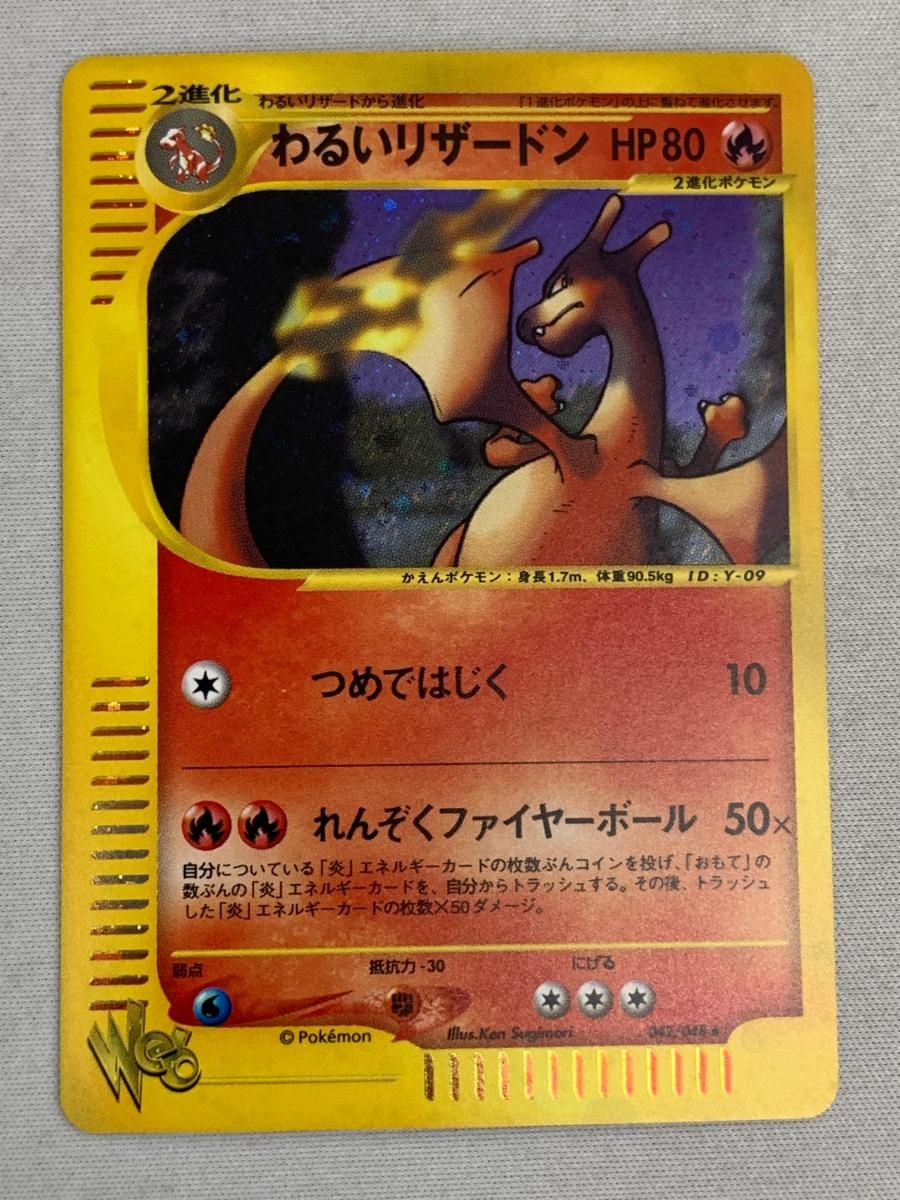 2進化
わるいリザードから進化 「1進化ポケモン」の上に重ねて進化させます。
わるいリザードン HP80
2進化ポケモン
かえんポケモン：身長1.7m、体重90.5kg ID：Y-09
つめではじく 10
れんぞくファイヤーボール 50×
自分についている「炎」エネルギーカードの枚数ぶんコインを投げ、「おもて」の
数ぶんの「炎」エネルギーカードを、自分からトラッシュする。その後、トラッシュ
した「炎」エネルギーカードの枚数×50ダメージ。
弱点 抵抗力-30 にげる
©Pokémon Illus.Ken Sugimori 042/048★
Web